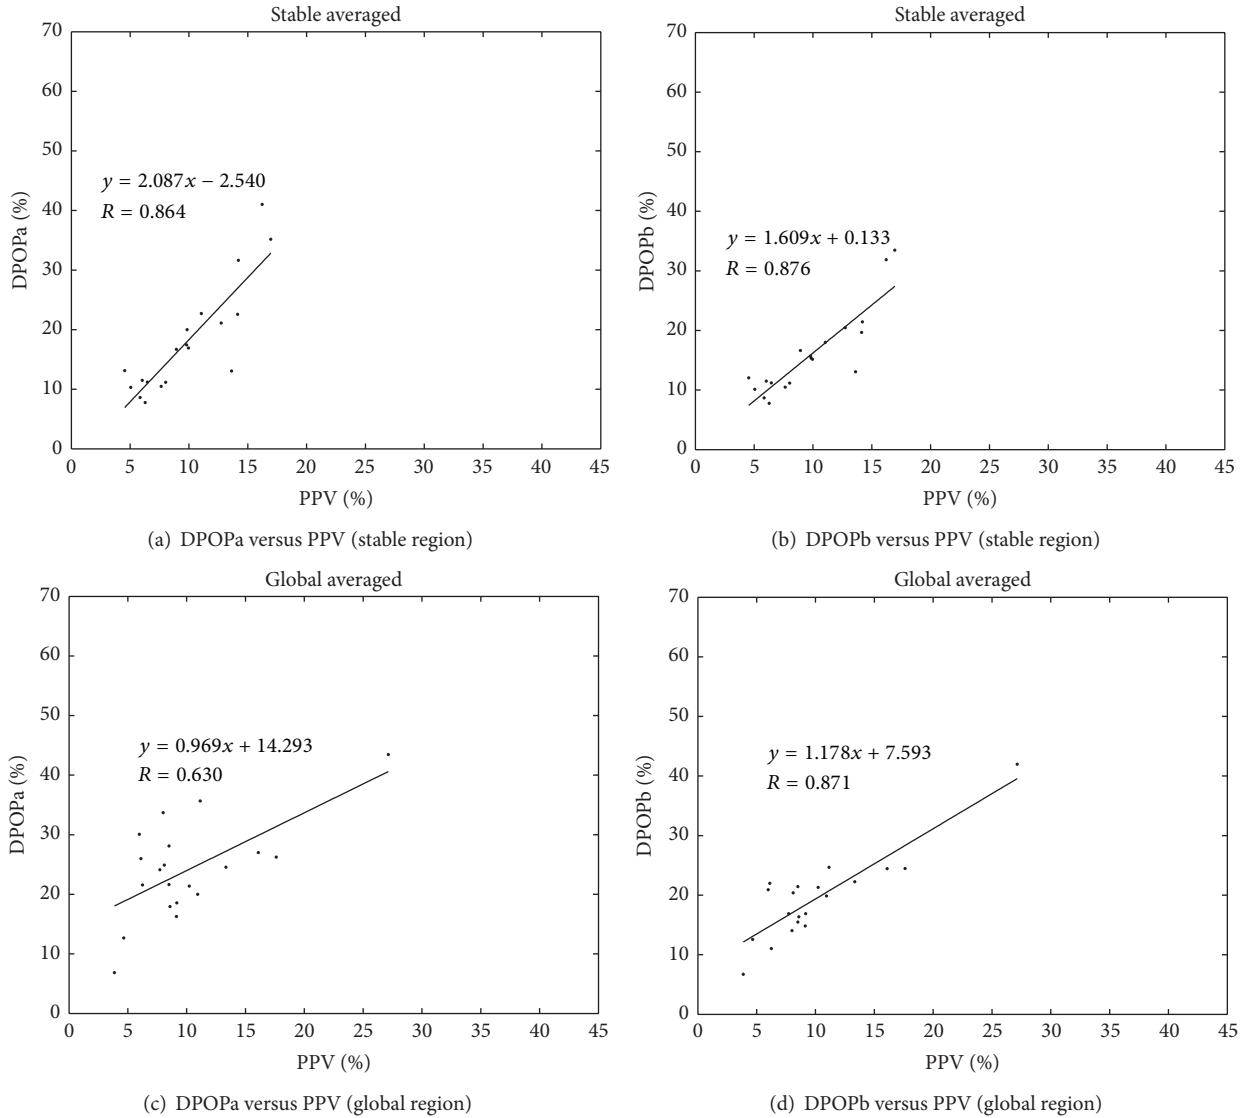 Stable averaged
70
60
50
40
30
20
10
0
DPOPa (%)
y = 2.087x − 2.540
R = 0.864
0 5 10 15 20 25 30 35 40 45
PPV (%)
(a) DPOPa versus PPV (stable region)
Stable averaged
70
60
50
40
30
20
10
0
DPOPb (%)
y = 1.609x + 0.133
R = 0.876
0 5 10 15 20 25 30 35 40 45
PPV (%)
(b) DPOPb versus PPV (stable region)
Global averaged
70
60
50
40
30
20
10
0
DPOPa (%)
y = 0.969x + 14.293
R = 0.630
0 5 10 15 20 25 30 35 40 45
PPV (%)
(c) DPOPa versus PPV (global region)
Global averaged
70
60
50
40
30
20
10
0
DPOPb (%)
y = 1.178x + 7.593
R = 0.871
0 5 10 15 20 25 30 35 40 45
PPV (%)
(d) DPOPb versus PPV (global region)